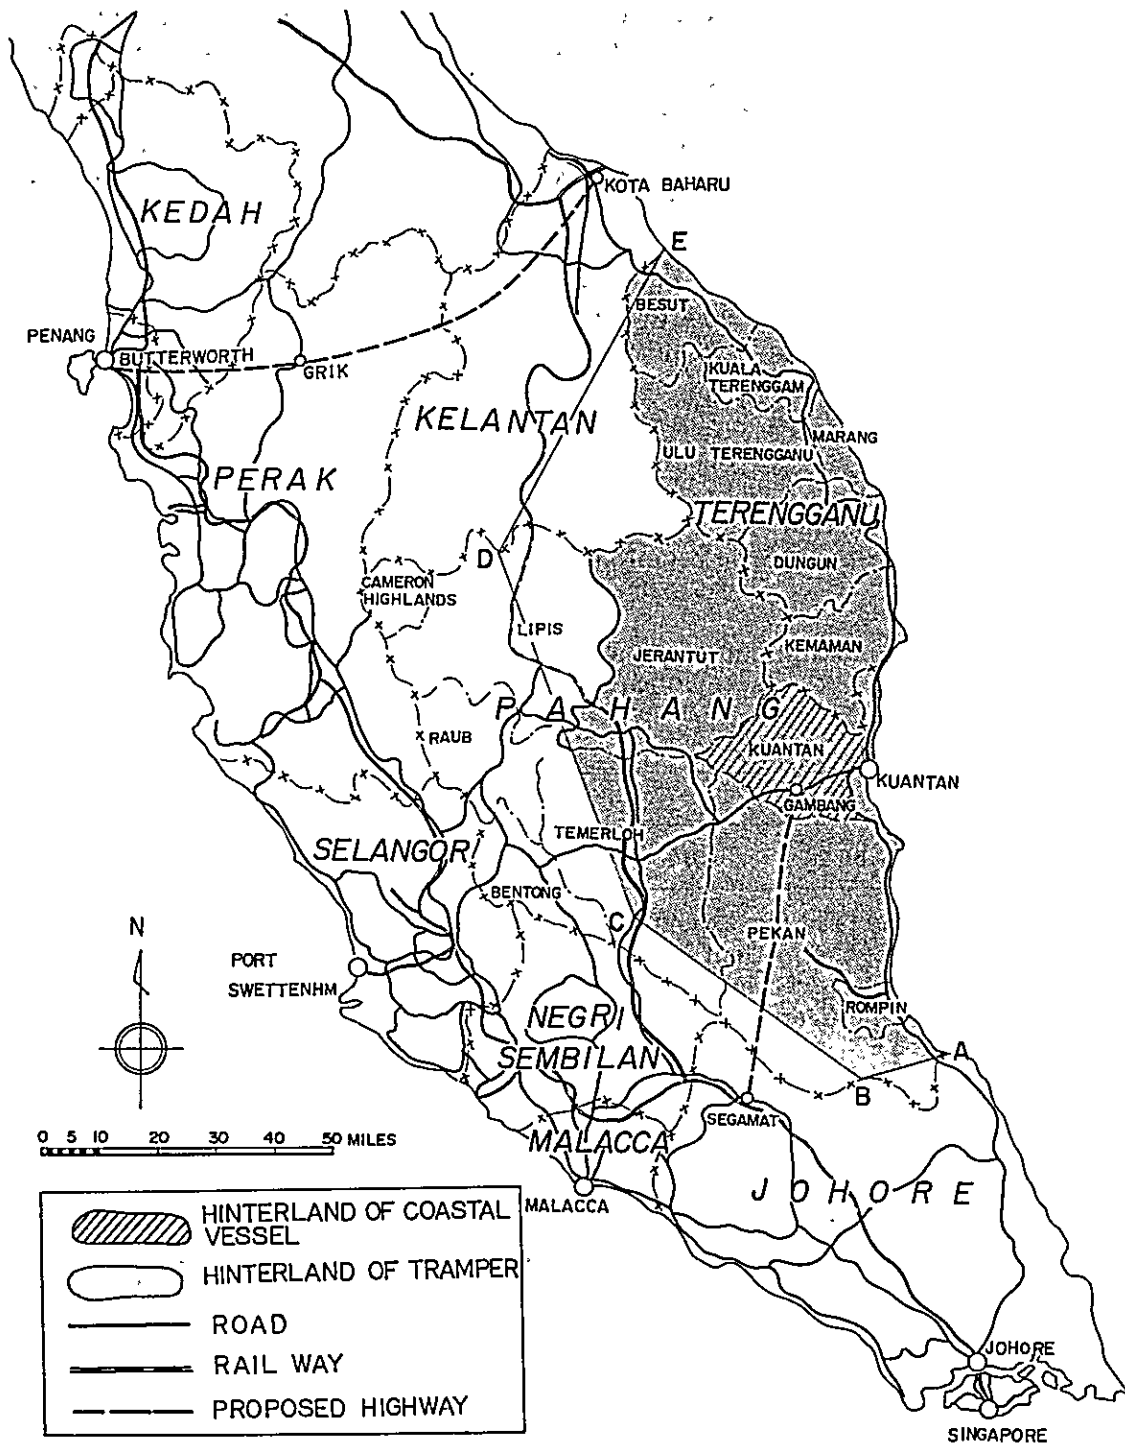 KOTA BAHARU
KEDAH
E
BESUT
PENANG
BUTTERWORTH
GRIK
KUALA
TERENGGAM
KELANTAN
MARANG
ULU TERENGGANU
PERAK
TERENGGANU
D
DUNGUN
CAMERON
HIGHLANDS
LIPIS
KEMAMAN
JERANTUT
PAHANG
RAUB
KUANTAN
KUANTAN
GAMBANG
TEMERLOH
SELANGOR
BENTONG
C
PEKAN
N
PORT
SWETTENHM
ROMPIN
NEGRI
SEMBILAN
A
B
SEGAMAT
0 5 10 20 30 40 50 MILES
MALACCA
JOHORE
MALACCA
HINTERLAND OF COASTAL
VESSEL
HINTERLAND OF TRAMPER
ROAD
RAIL WAY
PROPOSED HIGHWAY
JOHORE
SINGAPORE